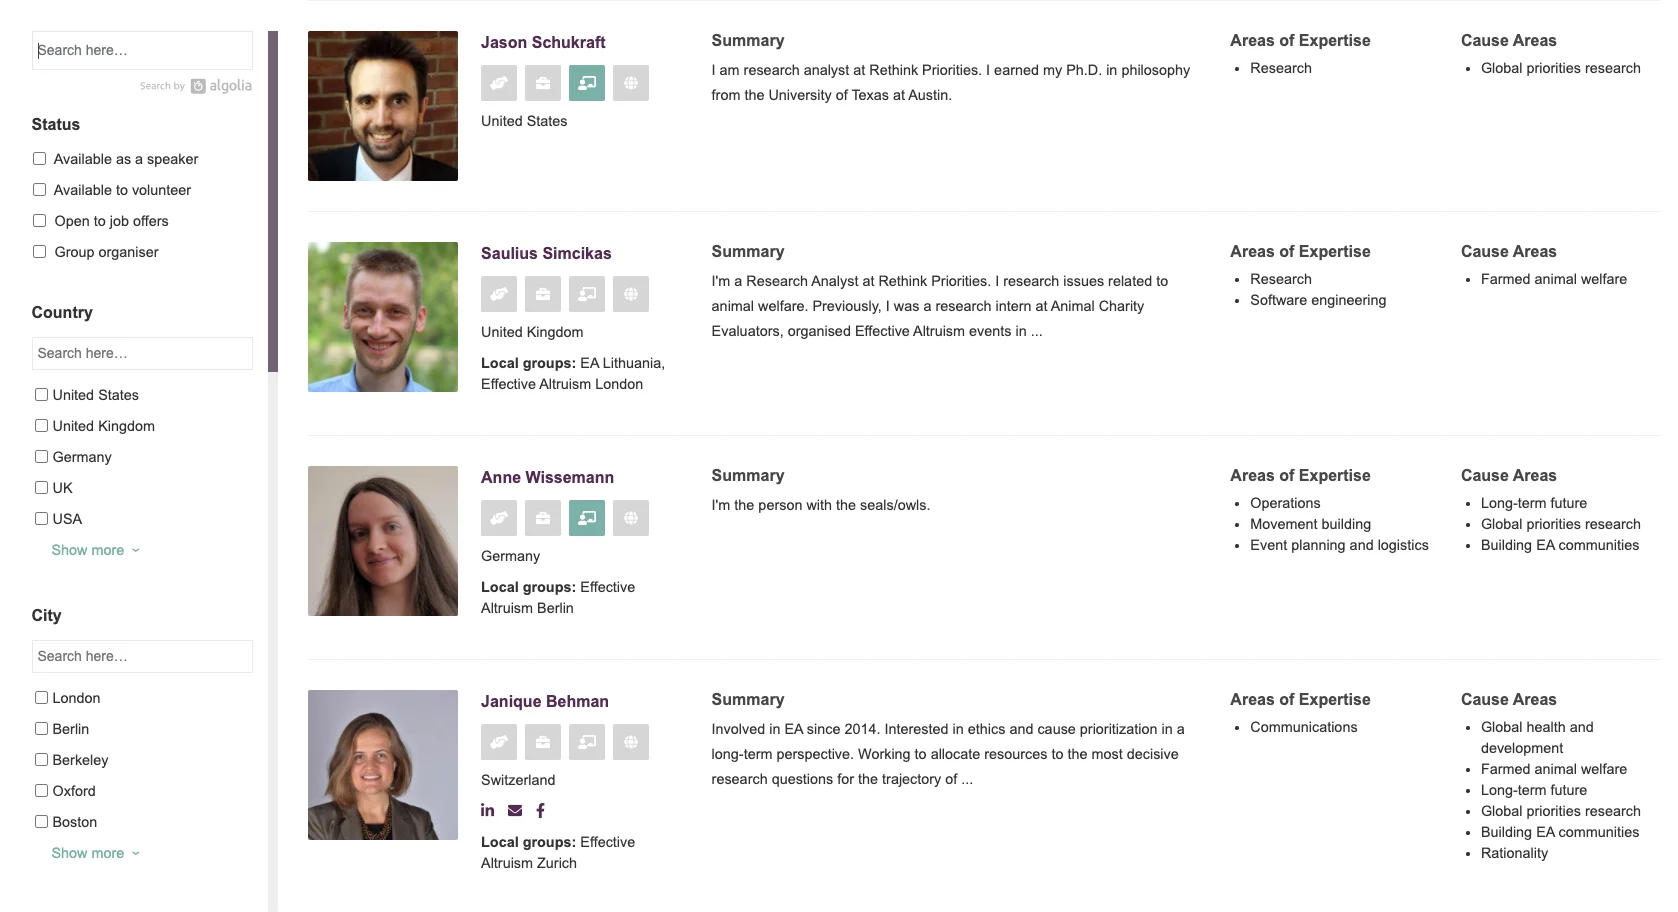 Search here…
Search by algolia
Status
Available as a speaker
Available to volunteer
Open to job offers
Group organiser
Country
Search here…
United States
United Kingdom
Germany
UK
USA
Show more
City
Search here…
London
Berlin
Berkeley
Oxford
Boston
Show more
Jason Schukraft
United States
Summary
I am research analyst at Rethink Priorities. I earned my Ph.D. in philosophy
from the University of Texas at Austin.
Areas of Expertise
Research
Cause Areas
Global priorities research
Saulius Simcikas
United Kingdom
Local groups: EA Lithuania,
Effective Altruism London
Summary
I'm a Research Analyst at Rethink Priorities. I research issues related to
animal welfare. Previously, I was a research intern at Animal Charity
Evaluators, organised Effective Altruism events in ...
Areas of Expertise
Research
Software engineering
Cause Areas
Farmed animal welfare
Anne Wissemann
Germany
Local groups: Effective
Altruism Berlin
Summary
I'm the person with the seals/owls.
Areas of Expertise
Operations
Movement building
Event planning and logistics
Cause Areas
Long-term future
Global priorities research
Building EA communities
Janique Behman
Switzerland
in
f
Local groups: Effective
Altruism Zurich
Summary
Involved in EA since 2014. Interested in ethics and cause prioritization in a
long-term perspective. Working to allocate resources to the most decisive
research questions for the trajectory of ...
Areas of Expertise
Communications
Cause Areas
Global health and
development
Farmed animal welfare
Long-term future
Global priorities research
Building EA communities
Rationality